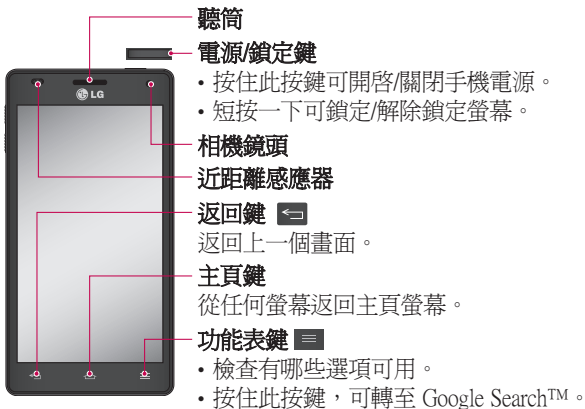 聽筒
電源/鎖定鍵
• 按住此按鍵可開啓/關閉手機電源。
• 短按一下可鎖定/解除鎖定螢幕。
LG
相機鏡頭
近距離感應器
返回鍵
返回上一個畫面。
主頁鍵
從任何螢幕返回主頁螢幕。
功能表鍵
• 檢查有哪些選項可用。
• 按住此按鍵，可轉至 Google Search™。